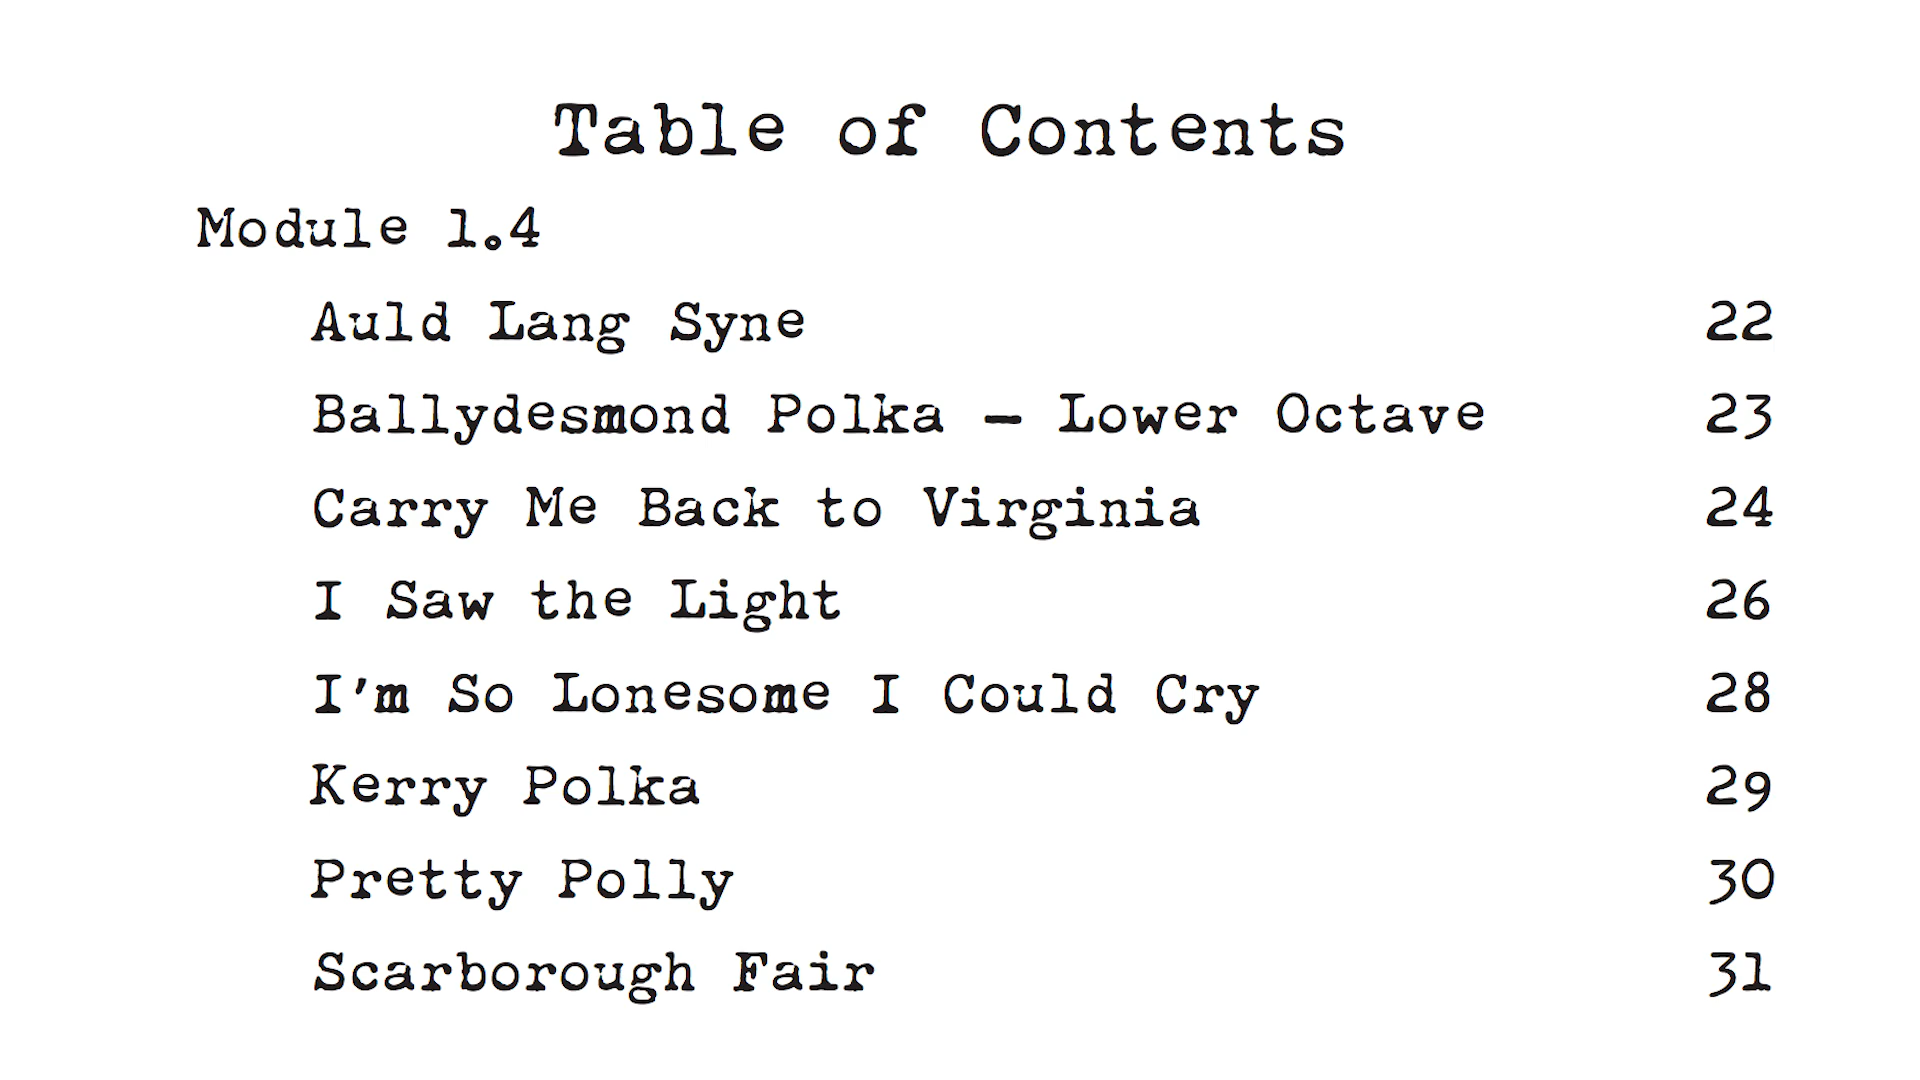 Table of Contents
Module 1.4
Auld Lang Syne 22
Ballydesmond Polka – Lower Octave 23
Carry Me Back to Virginia 24
I Saw the Light 26
I'm So Lonesome I Could Cry 28
Kerry Polka 29
Pretty Polly 30
Scarborough Fair 31